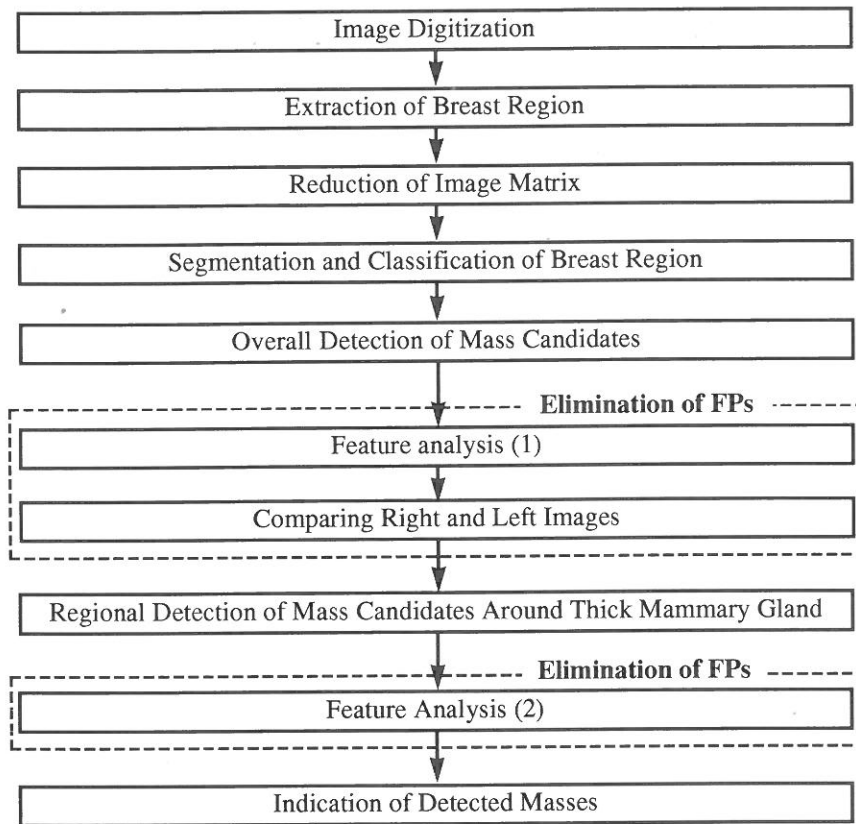 Image Digitization
Extraction of Breast Region
Reduction of Image Matrix
Segmentation and Classification of Breast Region
Overall Detection of Mass Candidates
Elimination of FPs
Feature analysis (1)
Comparing Right and Left Images
Regional Detection of Mass Candidates Around Thick Mammary Gland
Elimination of FPs
Feature Analysis (2)
Indication of Detected Masses